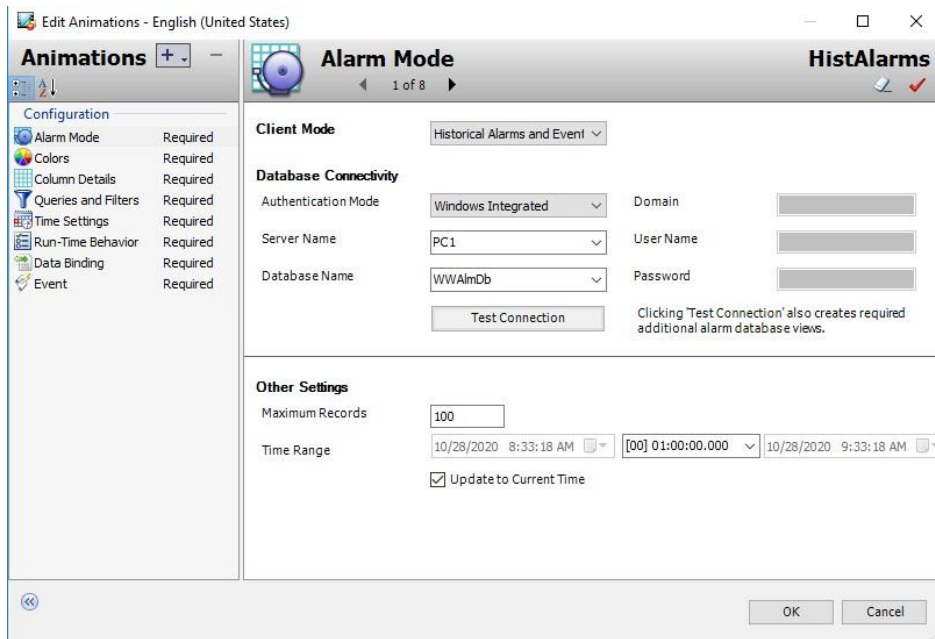 Edit Animations - English (United States)
Animations
Alarm Mode
HistAlarms
1 of 8
Configuration
Alarm Mode Required
Colors Required
Column Details Required
Queries and Filters Required
Time Settings Required
Run-Time Behavior Required
Data Binding Required
Event Required
Client Mode Historical Alarms and Event
Database Connectivity
Authentication Mode Windows Integrated Domain
Server Name PC1 User Name
Database Name WWAlmDb Password
Test Connection
Clicking 'Test Connection' also creates required
additional alarm database views.
Other Settings
Maximum Records 100
Time Range 10/28/2020 8:33:18 AM [00] 01:00:00.000 10/28/2020 9:33:18 AM
Update to Current Time
OK Cancel